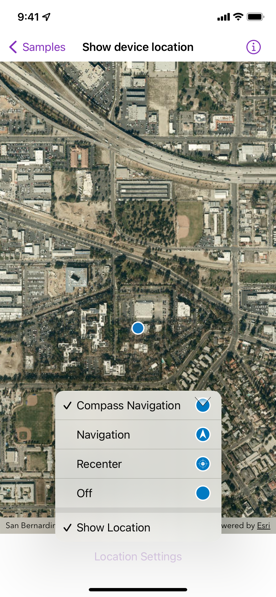 9:41
Samples
Show device location
Compass Navigation
Navigation
Recenter
Off
San Bernardin
wered by Esri
Show Location
Location Settings